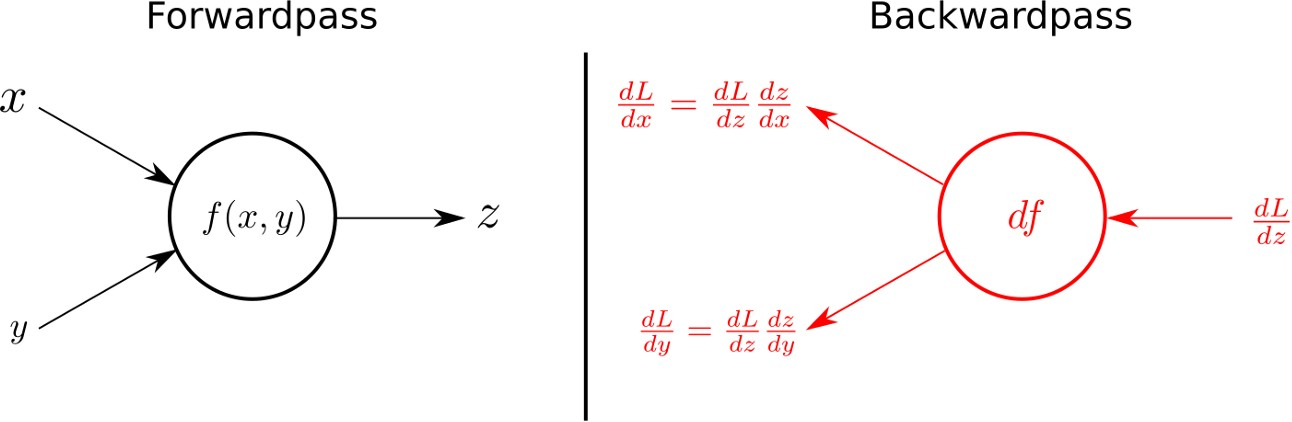 Forwardpass
x
f(x, y)
z
y
Backwardpass
dL/dx = dL/dz dz/dx
df
dL/dz
dL/dy = dL/dz dz/dy